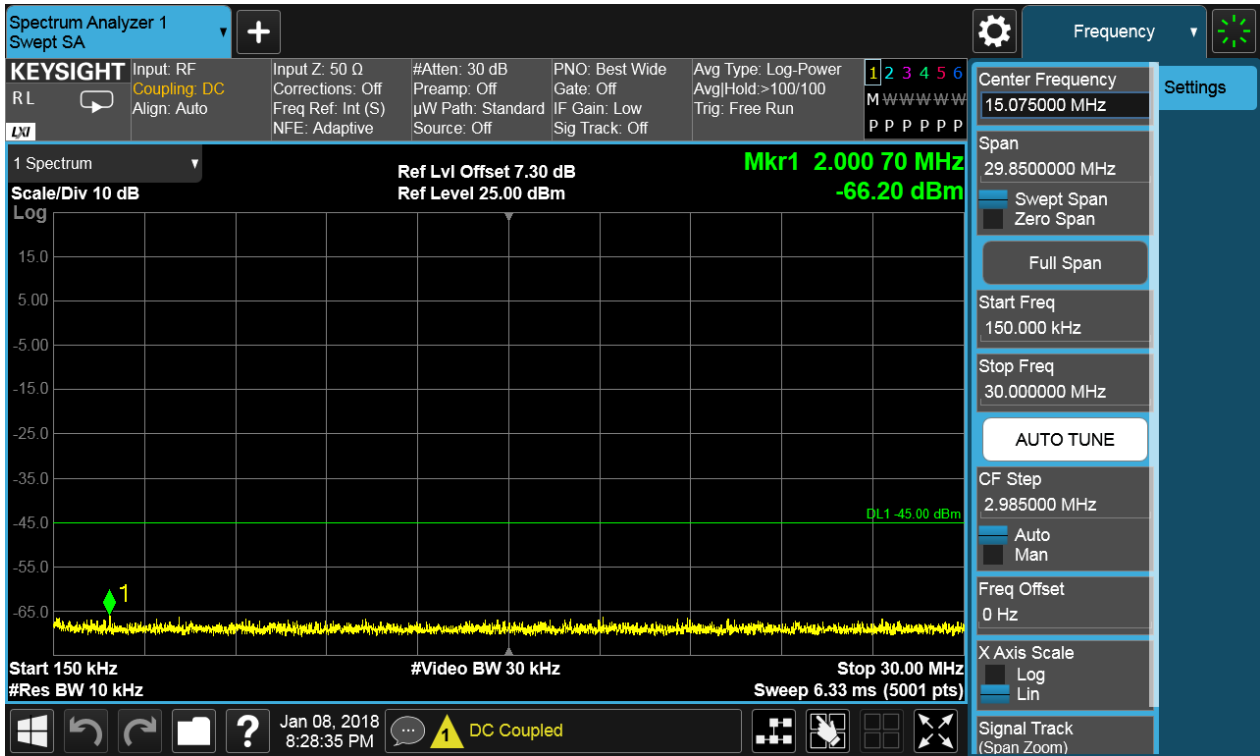 Spectrum Analyzer 1
Swept SA
Frequency
KEYSIGHT
R L
LXI
Input: RF
Coupling: DC
Align: Auto
Input Z: 50 Ω
Corrections: Off
Freq Ref: Int (S)
NFE: Adaptive
#Atten: 30 dB
Preamp: Off
µW Path: Standard
Source: Off
PNO: Best Wide
Gate: Off
IF Gain: Low
Sig Track: Off
Avg Type: Log-Power
Avg|Hold:>100/100
Trig: Free Run
1 2 3 4 5 6
M W W W W W
P P P P P P
1 Spectrum
Scale/Div 10 dB
Log
Ref Lvl Offset 7.30 dB
Ref Level 25.00 dBm
Mkr1 2.000 70 MHz
-66.20 dBm
15.0
5.00
-5.00
-15.0
-25.0
-35.0
-45.0
-55.0
-65.0
DL1 -45.00 dBm
1
Start 150 kHz
#Res BW 10 kHz
#Video BW 30 kHz
Stop 30.00 MHz
Sweep 6.33 ms (5001 pts)
Center Frequency
15.075000 MHz
Span
29.8500000 MHz
Swept Span
Zero Span
Full Span
Start Freq
150.000 kHz
Stop Freq
30.000000 MHz
AUTO TUNE
CF Step
2.985000 MHz
Auto
Man
Freq Offset
0 Hz
X Axis Scale
Log
Lin
Signal Track
(Span Zoom)
Settings
?
Jan 08, 2018
8:28:35 PM
1
DC Coupled